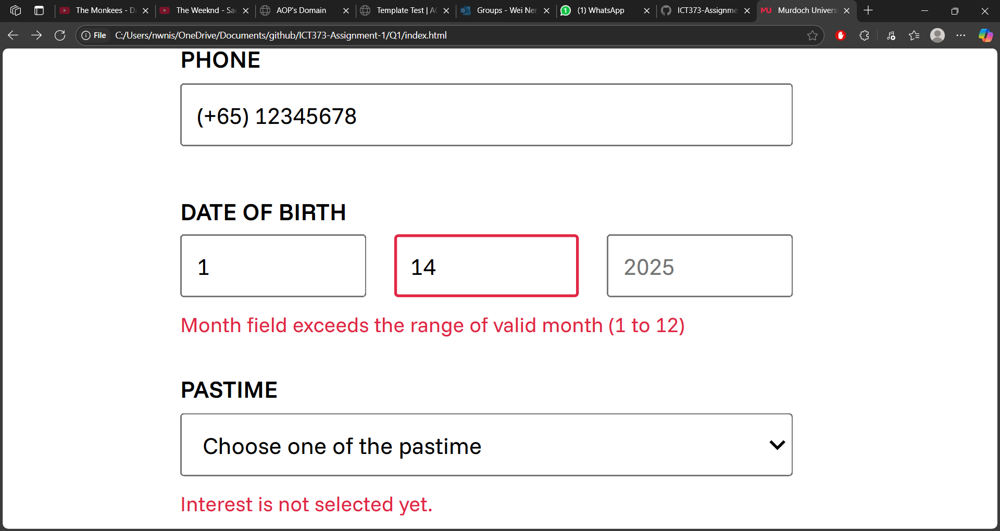 The Monkees - D
The Weeknd - Sa
AOP's Domain
Template Test | A
Groups - Wei Ner
(1) WhatsApp
ICT373-Assignme
MU Murdoch Univers
File C:/Users/nwnis/OneDrive/Documents/github/ICT373-Assignment-1/Q1/index.html
PHONE
(+65) 12345678
DATE OF BIRTH
1
14
2025
Month field exceeds the range of valid month (1 to 12)
PASTIME
Choose one of the pastime
Interest is not selected yet.